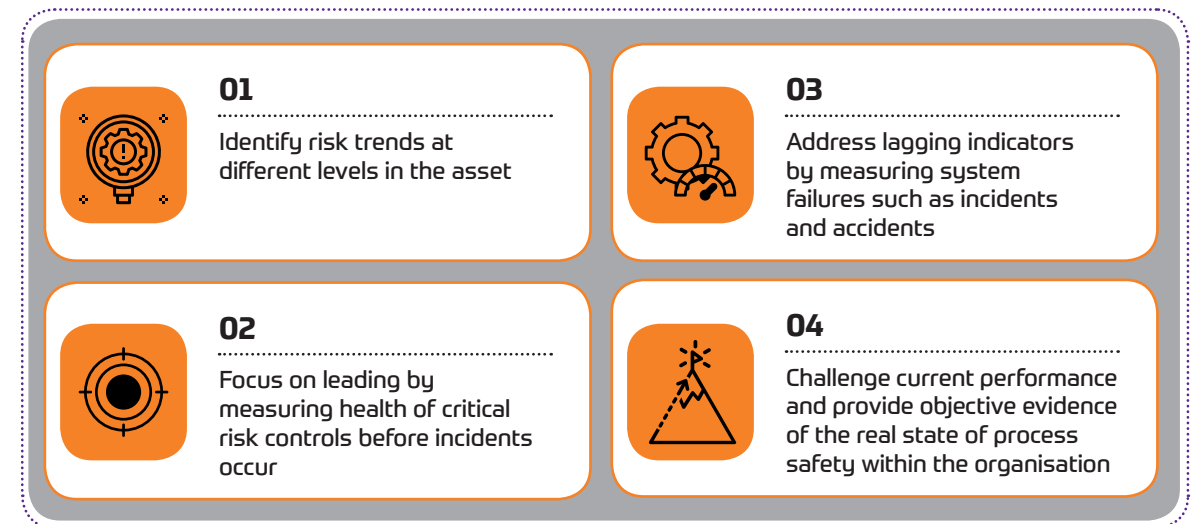 01
Identify risk trends at
different levels in the asset
02
Focus on leading by
measuring health of critical
risk controls before incidents
occur
03
Address lagging indicators
by measuring system
failures such as incidents
and accidents
04
Challenge current performance
and provide objective evidence
of the real state of process
safety within the organisation